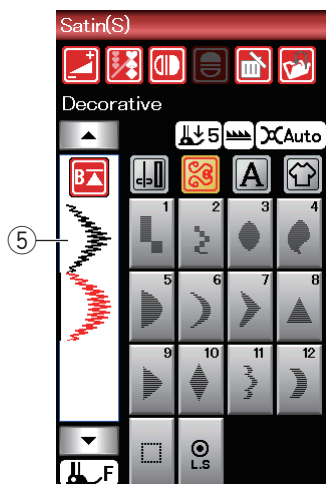 Satin(S)
Decorative
5 Auto
B
A
1 2 3 4
⑤
5 6 7 8
9 10 11 12
L.S
F